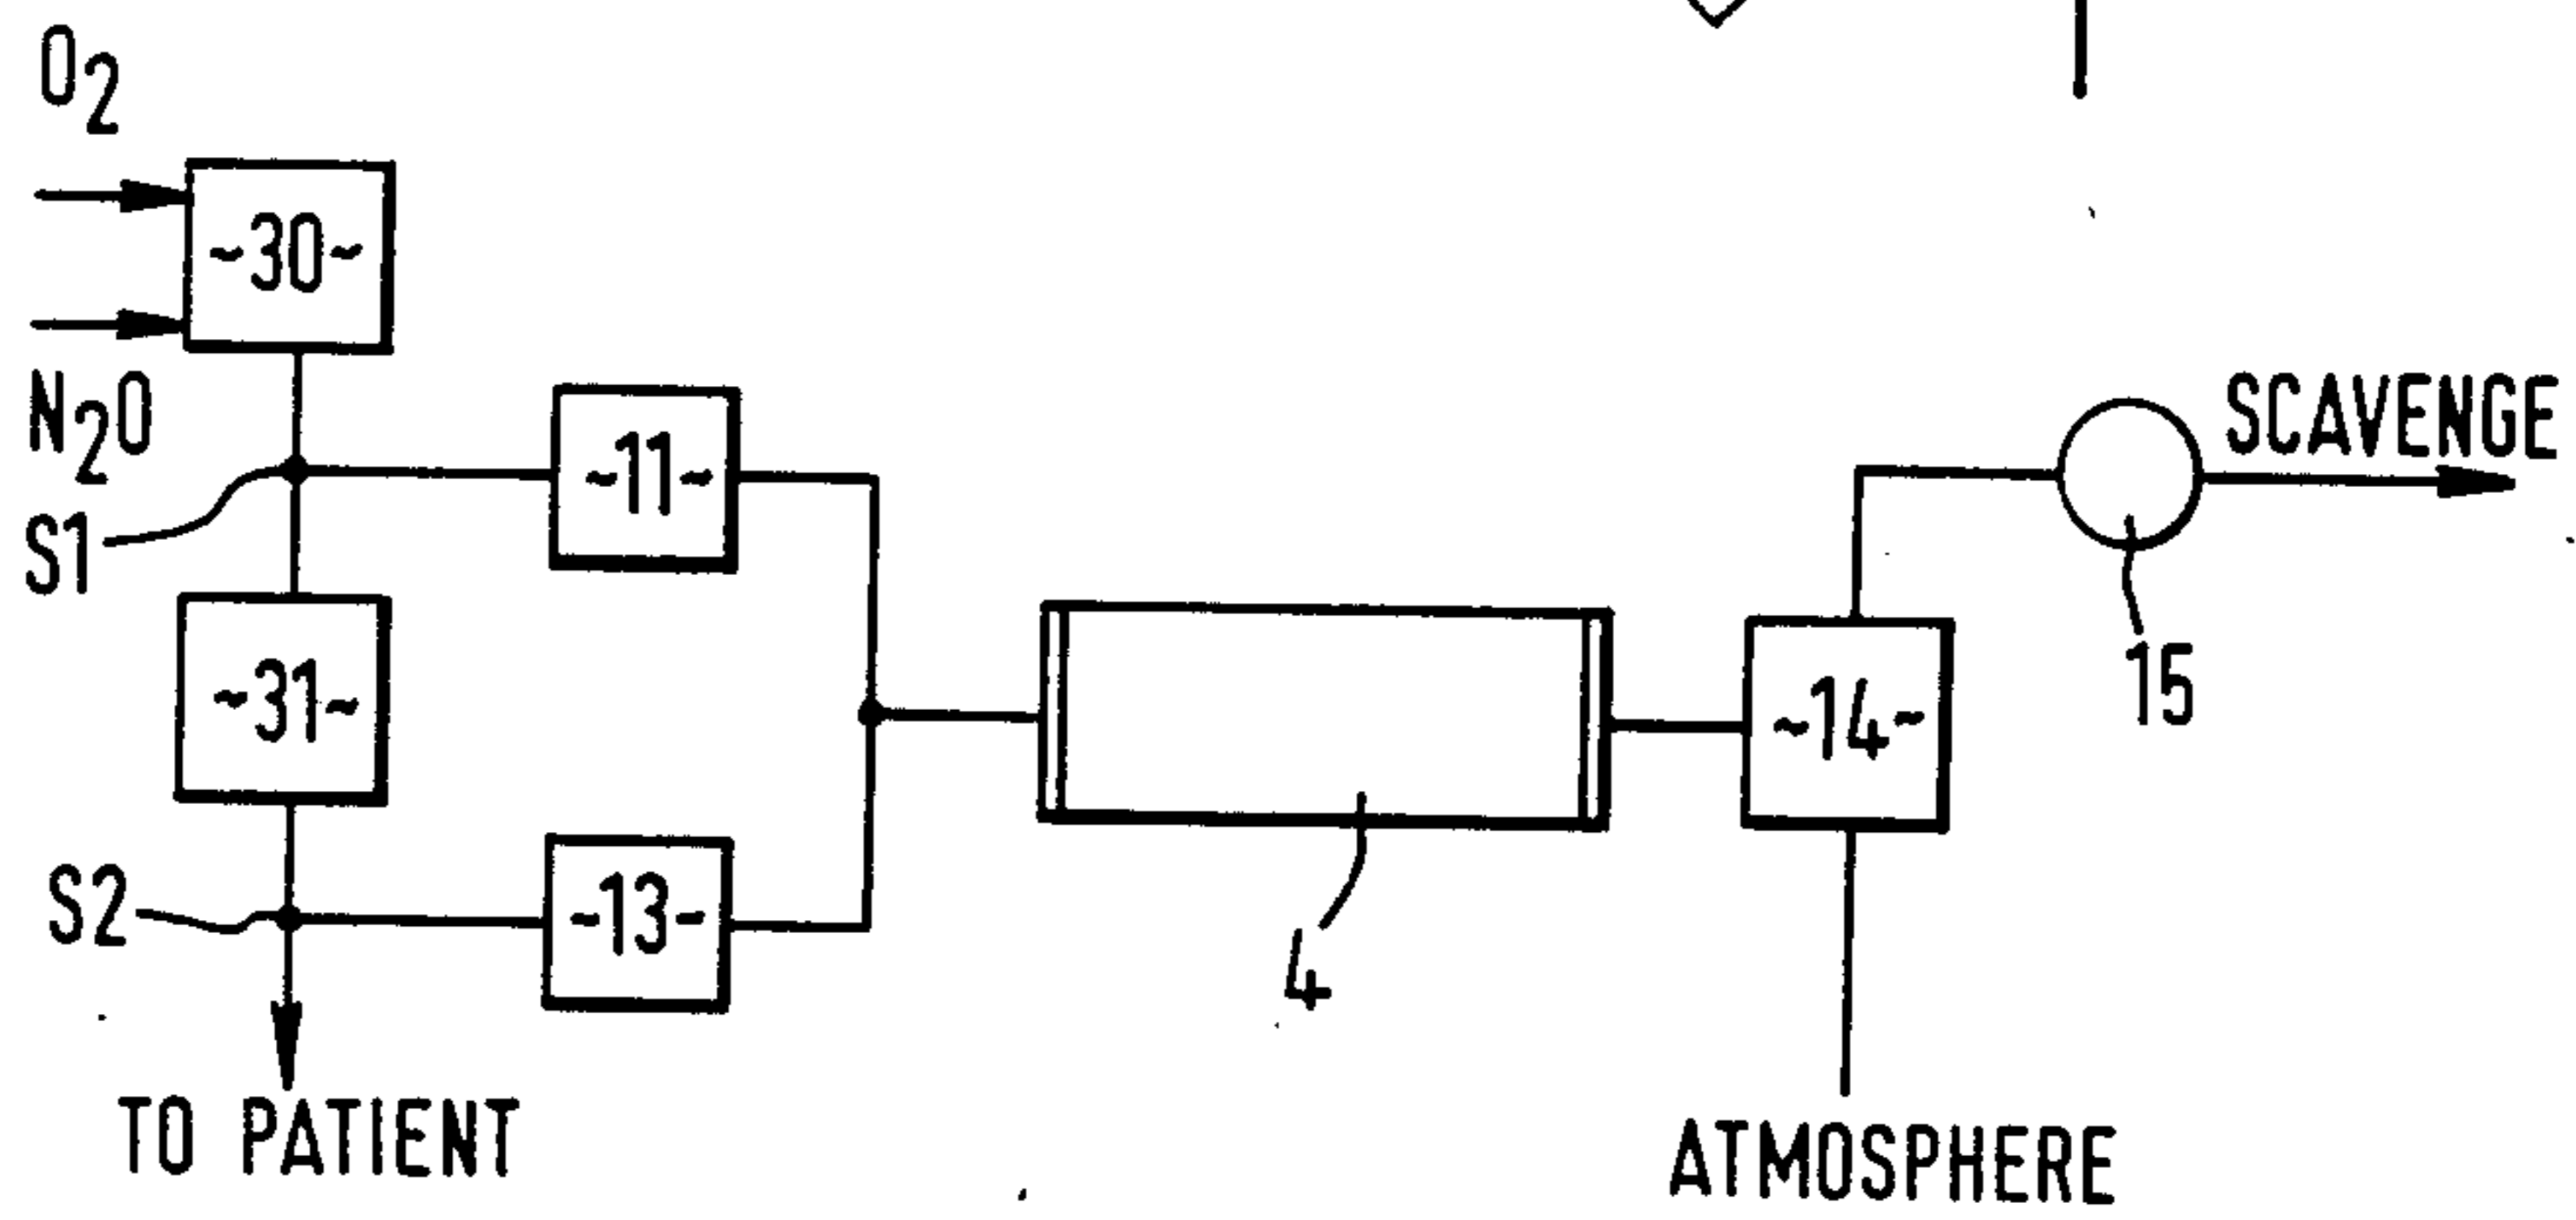 O2
~30~
N2O
S1
~11~
SCAVENGE
~31~
~14~
15
S2
~13~
4
TO PATIENT
ATMOSPHERE